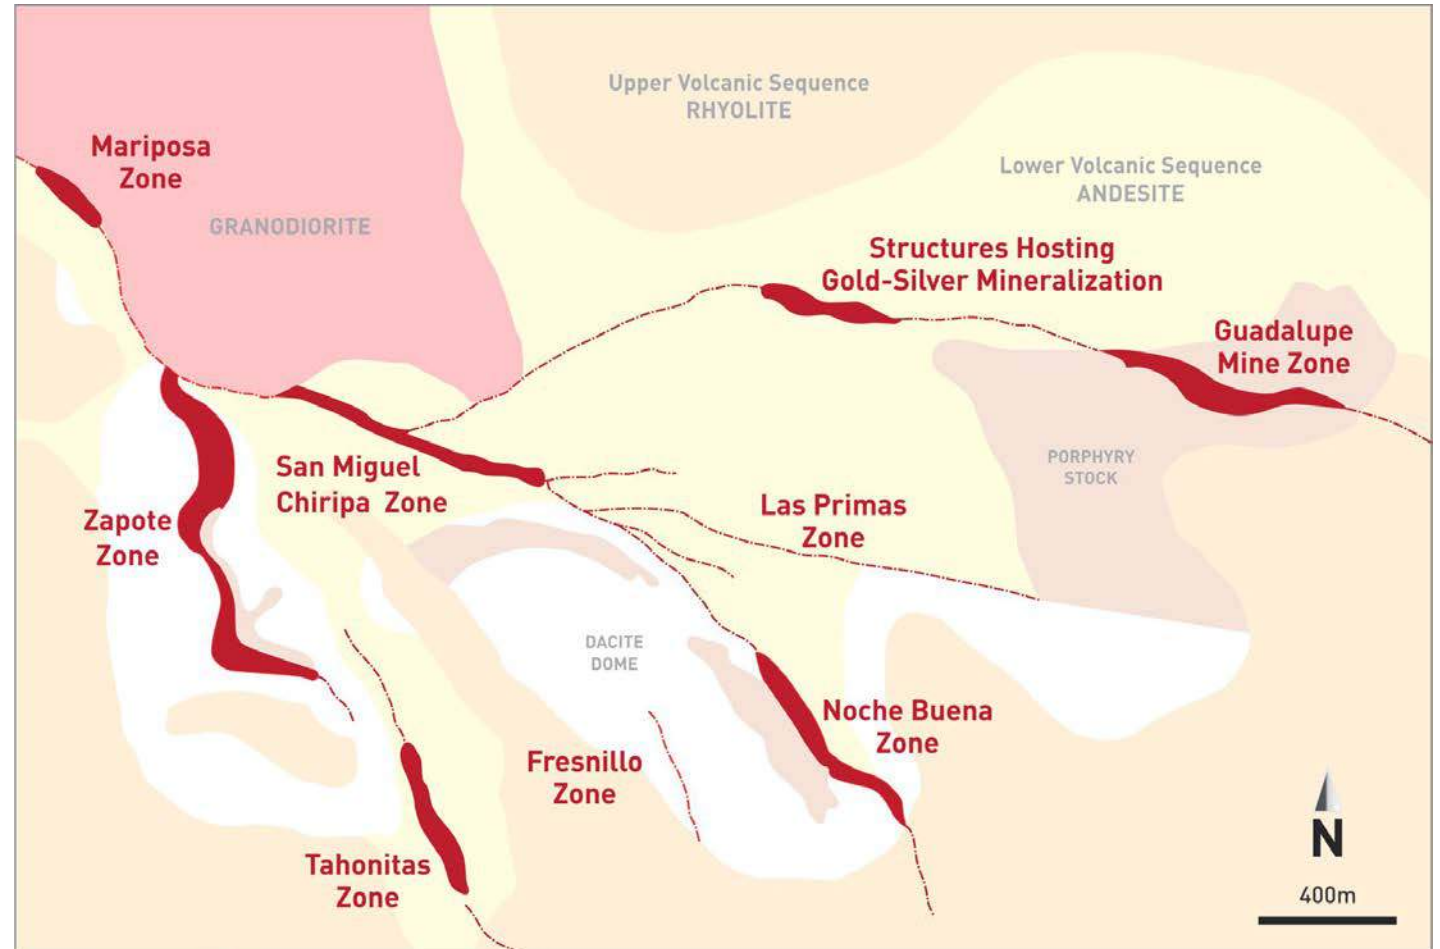 Upper Volcanic Sequence
RHYOLITE
Mariposa
Zone
Lower Volcanic Sequence
ANDESITE
GRANODIORITE
Structures Hosting
Gold-Silver Mineralization
Guadalupe
Mine Zone
San Miguel
Chiripa Zone
PORPHYRY
STOCK
Las Primas
Zone
Zapote
Zone
DACITE
DOME
Noche Buena
Zone
Fresnillo
Zone
Tahonitas
Zone
N
400m